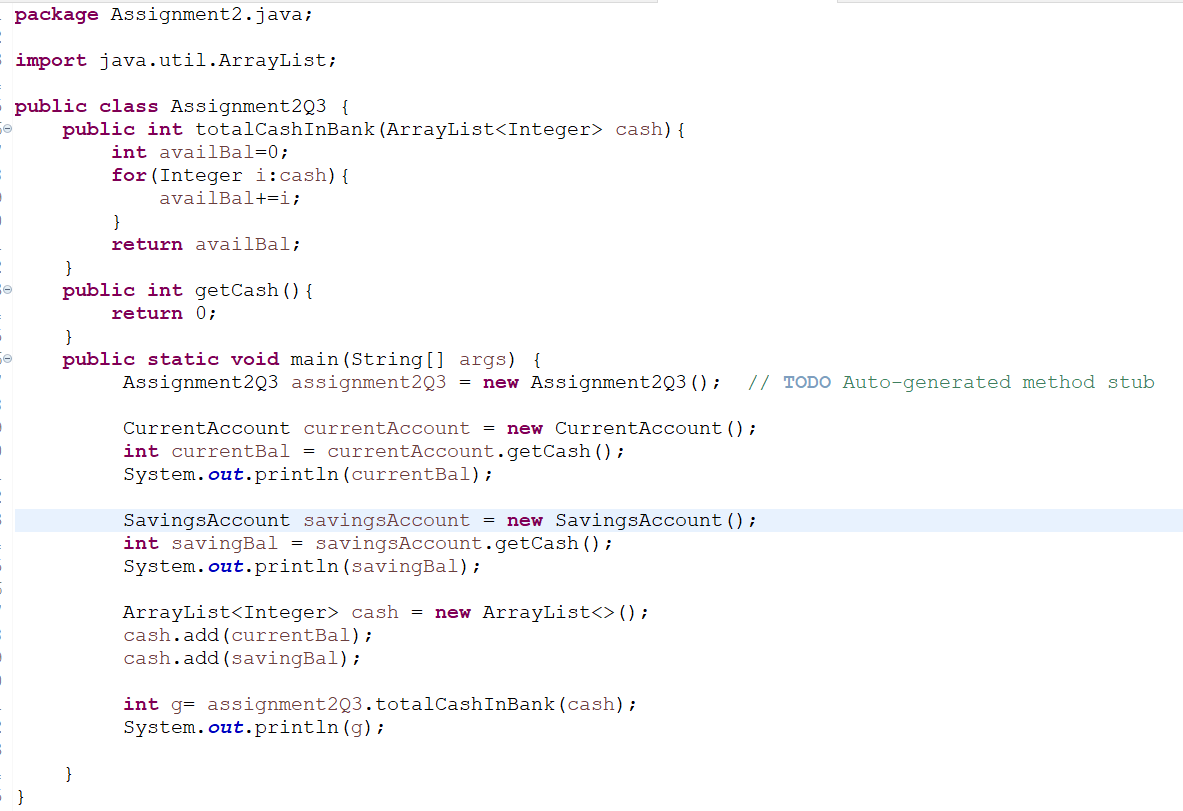 package Assignment2.java;
import java.util.ArrayList;
public class Assignment2Q3 {
public int totalCashInBank(ArrayList<Integer> cash){
int availBal=0;
for(Integer i:cash){
availBal+=i;
}
return availBal;
}
public int getCash(){
return 0;
}
public static void main(String[] args) {
Assignment2Q3 assignment2Q3 = new Assignment2Q3();  // TODO Auto-generated method stub
CurrentAccount currentAccount = new CurrentAccount();
int currentBal = currentAccount.getCash();
System.out.println(currentBal);
SavingsAccount savingsAccount = new SavingsAccount();
int savingBal = savingsAccount.getCash();
System.out.println(savingBal);
ArrayList<Integer> cash = new ArrayList<>();
cash.add(currentBal);
cash.add(savingBal);
int g= assignment2Q3.totalCashInBank(cash);
System.out.println(g);
}
}